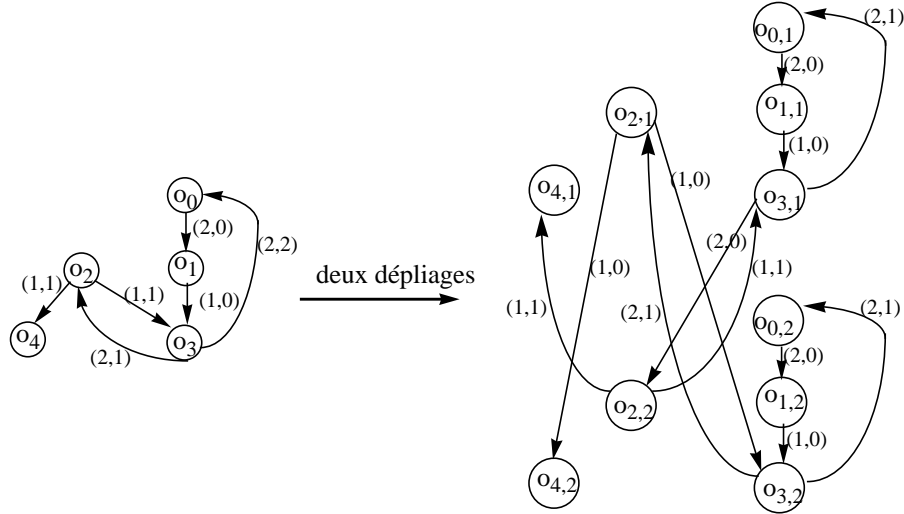 o0
(2,0)
o1
(2,2)
o2
(1,1)
(1,1)
(1,0)
o4
o3
(2,1)
deux dépliages
o0,1
(2,1)
(2,0)
o1,1
o2,1
(1,0)
o4,1
(1,0)
o3,1
(2,0)
(1,0)
(1,1)
(1,1)
(2,1)
o0,2
(2,1)
(2,0)
o2,2
o1,2
(1,0)
o4,2
o3,2